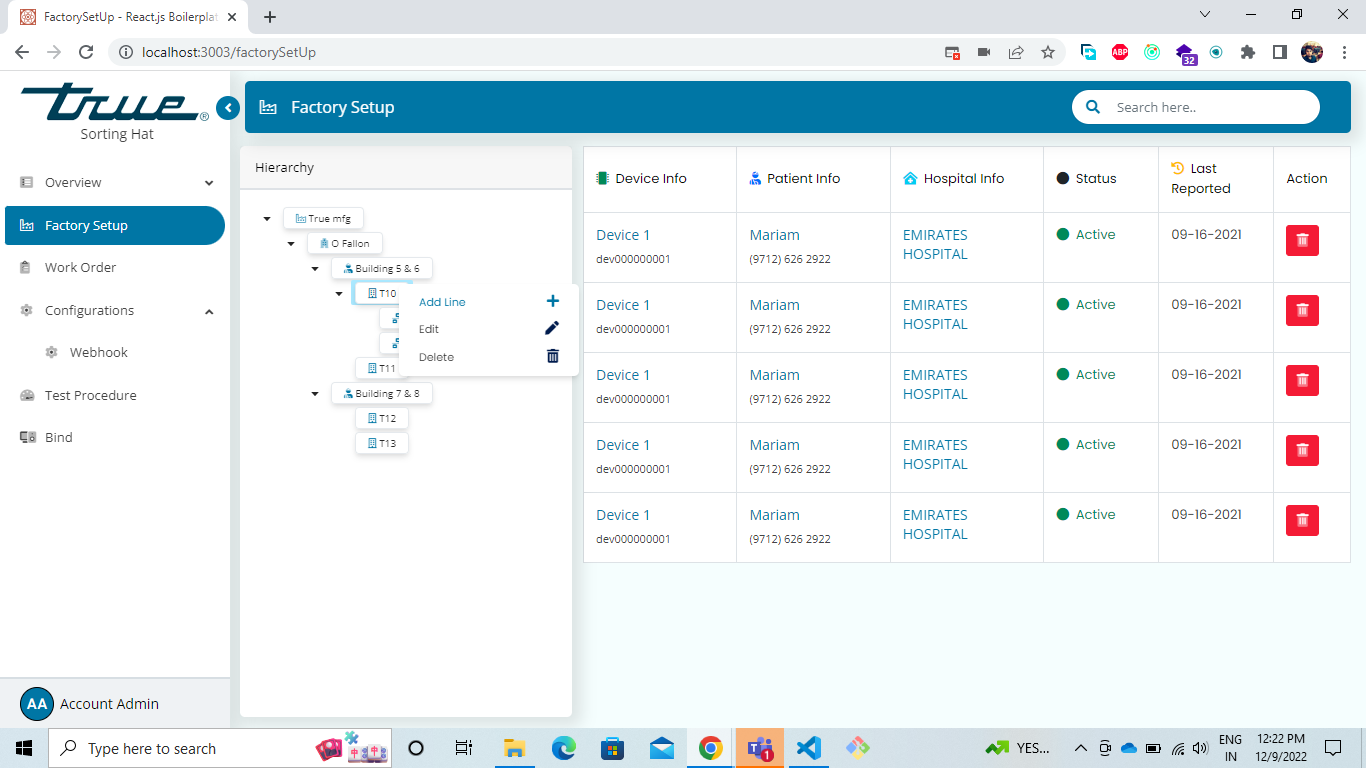 FactorySetUp - React.js Boilerplat
localhost:3003/factorySetUp
ABP
32
true®
Sorting Hat
Overview
Factory Setup
Work Order
Configurations
Webhook
Test Procedure
Bind
AA Account Admin
Factory Setup
Search here..
Hierarchy
True mfg
O Fallon
Building 5 & 6
T10
T11
Building 7 & 8
T12
T13
Add Line
Edit
Delete
Device Info Patient Info Hospital Info Status Last Reported Action
Device 1 Mariam EMIRATES HOSPITAL Active 09-16-2021
dev000000001 (9712) 626 2922
Device 1 Mariam EMIRATES HOSPITAL Active 09-16-2021
dev000000001 (9712) 626 2922
Device 1 Mariam EMIRATES HOSPITAL Active 09-16-2021
dev000000001 (9712) 626 2922
Device 1 Mariam EMIRATES HOSPITAL Active 09-16-2021
dev000000001 (9712) 626 2922
Device 1 Mariam EMIRATES HOSPITAL Active 09-16-2021
dev000000001 (9712) 626 2922
Type here to search
1
YES...
ENG
IN
12:22 PM
12/9/2022